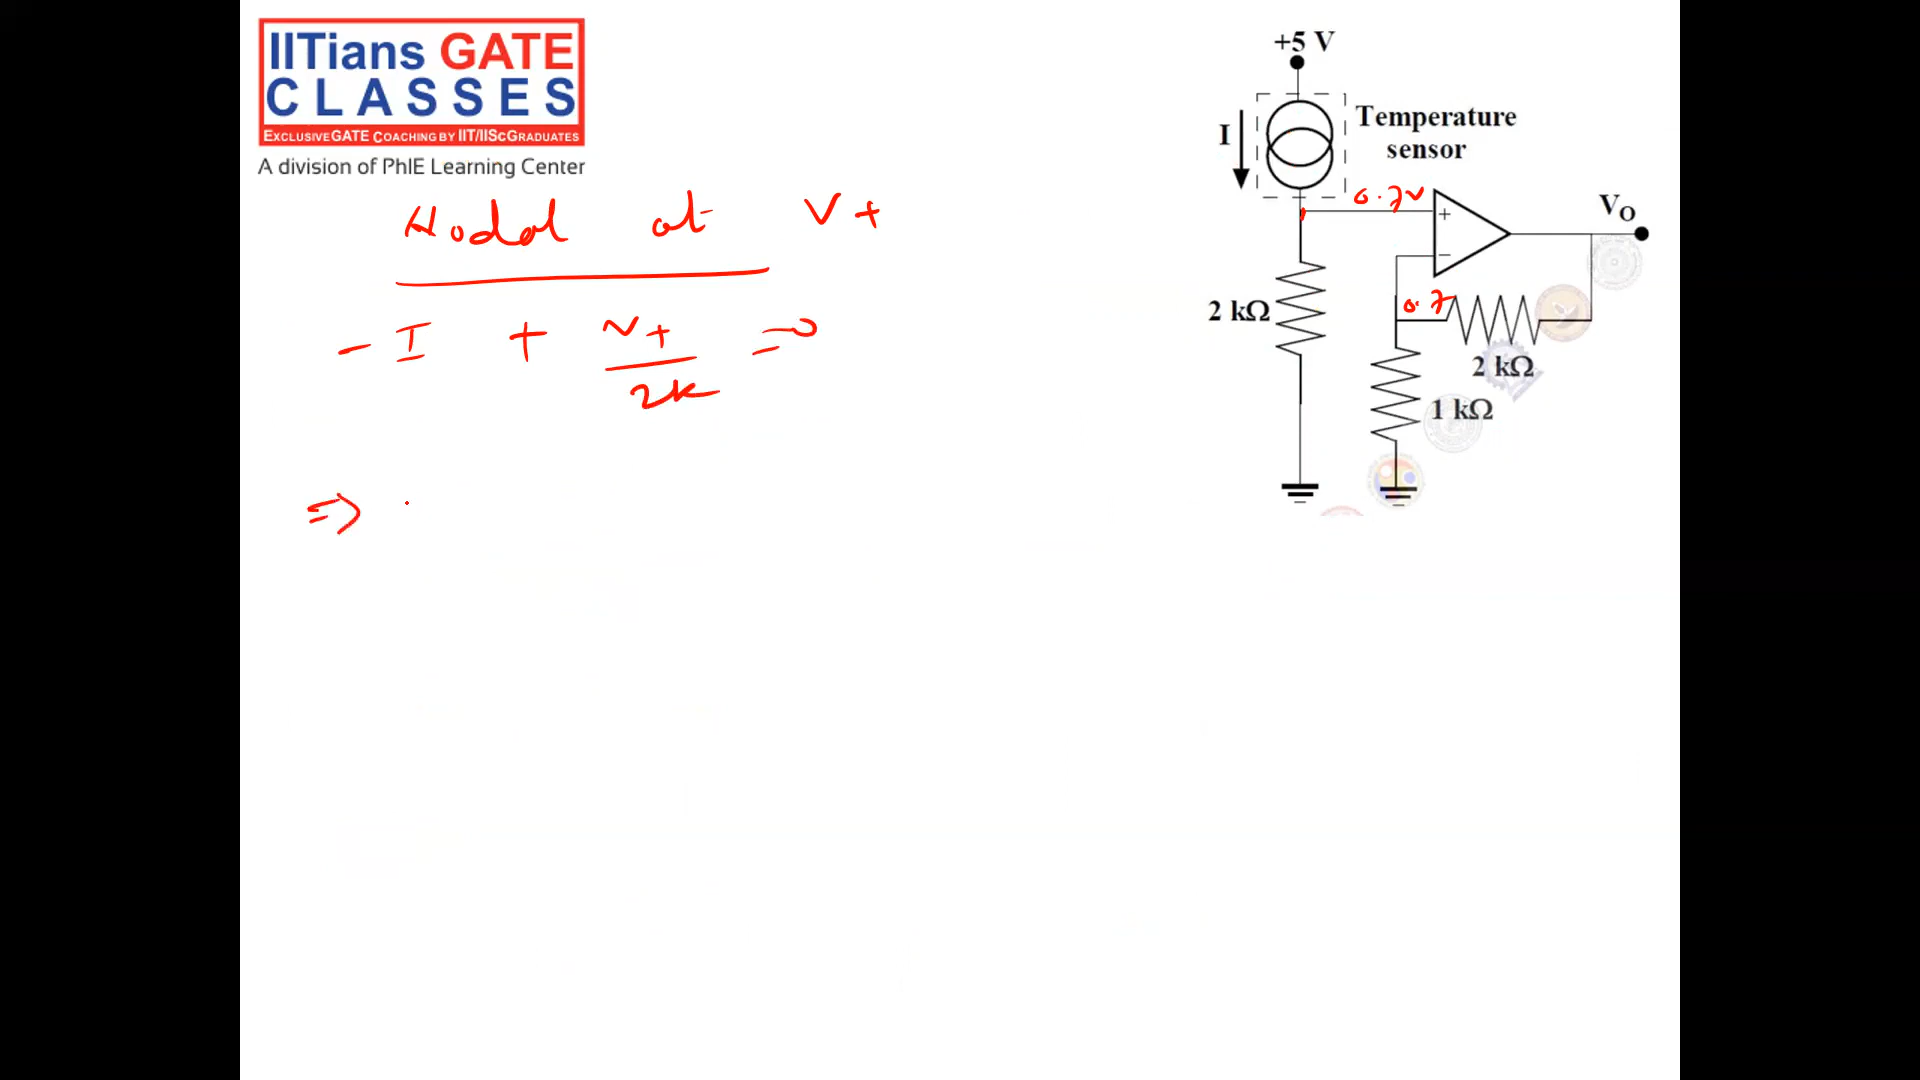 IITians GATE
CLASSES
EXCLUSIVE GATE COACHING BY IIT/IISc GRADUATES
A division of PhIE Learning Center
Nodal at V+
- I + V+/2k = 0
⇒
+5 V
I
Temperature
sensor
0.7V
+
VO
−
2 kΩ
0.7
2 kΩ
1 kΩ